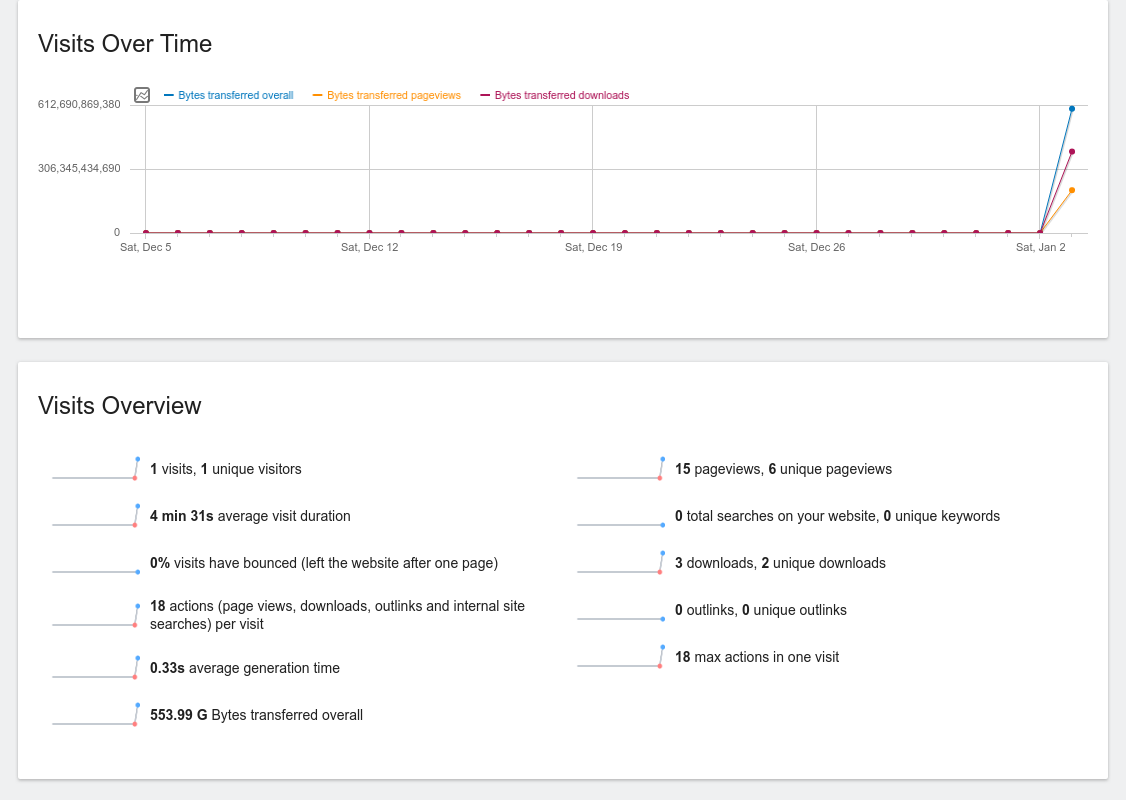 Visits Over Time
Bytes transferred overall Bytes transferred pageviews Bytes transferred downloads
612,690,869,380
306,345,434,690
0
Sat, Dec 5 Sat, Dec 12 Sat, Dec 19 Sat, Dec 26 Sat, Jan 2
Visits Overview
1 visits, 1 unique visitors
4 min 31s average visit duration
0% visits have bounced (left the website after one page)
18 actions (page views, downloads, outlinks and internal site
searches) per visit
0.33s average generation time
553.99 G Bytes transferred overall
15 pageviews, 6 unique pageviews
0 total searches on your website, 0 unique keywords
3 downloads, 2 unique downloads
0 outlinks, 0 unique outlinks
18 max actions in one visit